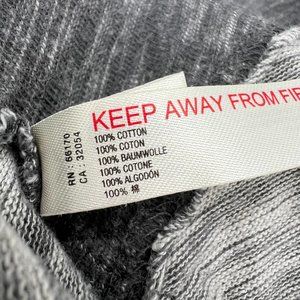 KEEP AWAY FROM FI
100% COTTON
100% COTON
100% BAUMWOLLE
100% COTONE
100% ALGODÓN
100% 棉
RN : 66170
CA : 32054